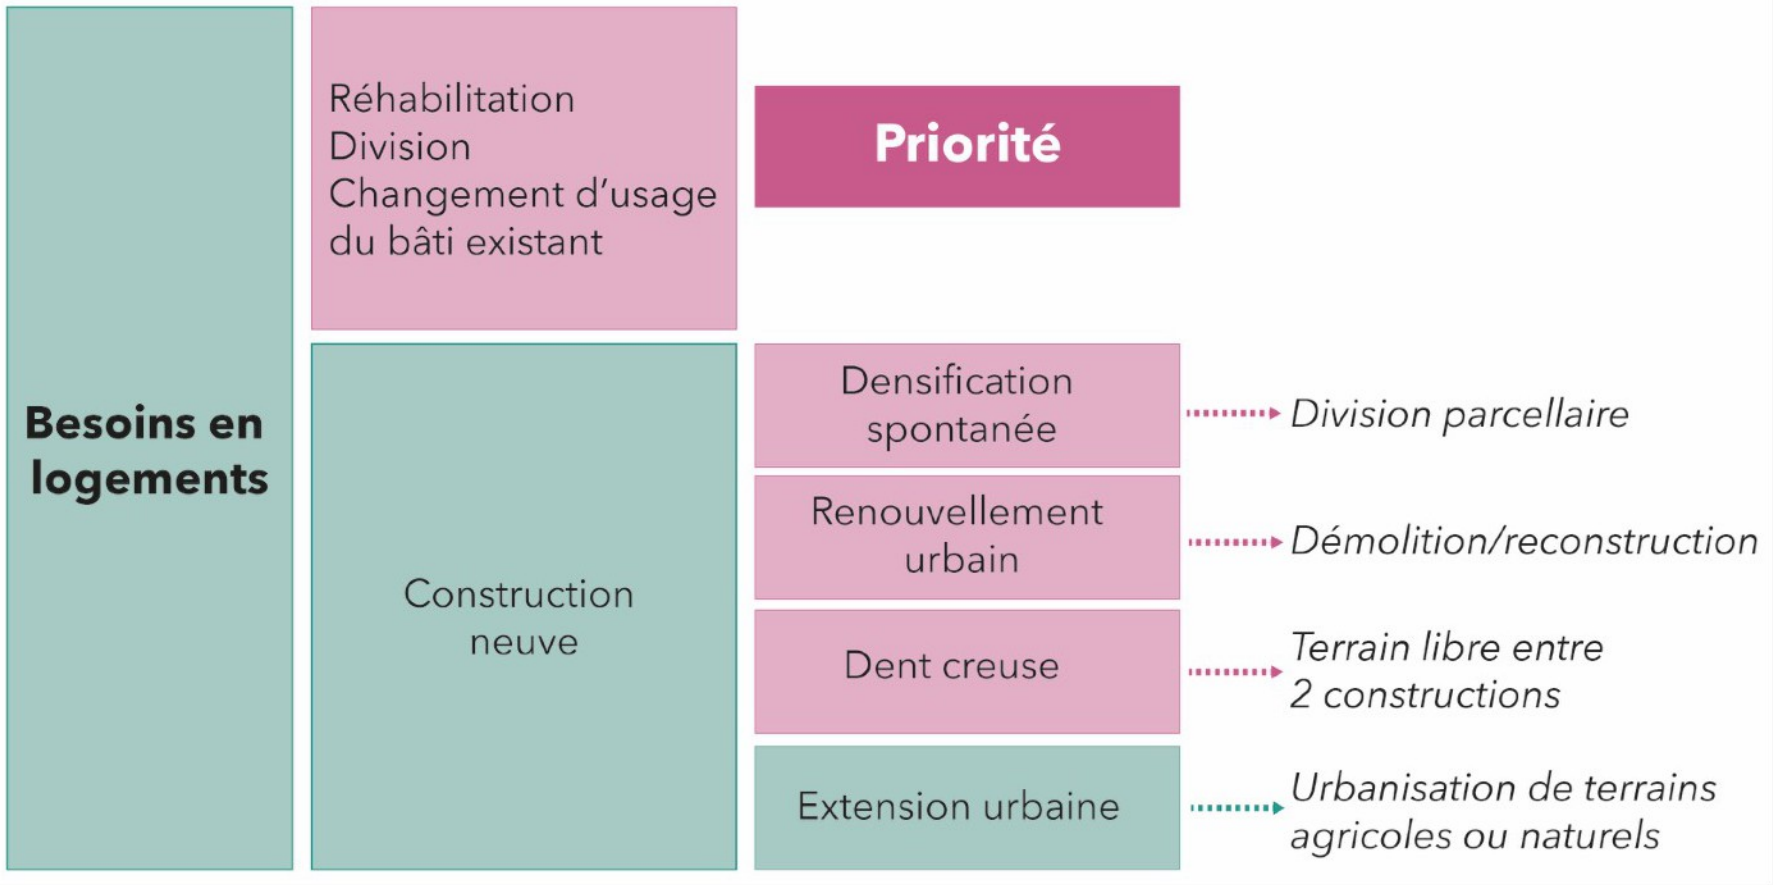 Besoins en
logements
Réhabilitation
Division
Changement d’usage
du bâti existant
Priorité
Construction
neuve
Densification
spontanée
Division parcellaire
Renouvellement
urbain
Démolition/reconstruction
Dent creuse
Terrain libre entre
2 constructions
Extension urbaine
Urbanisation de terrains
agricoles ou naturels